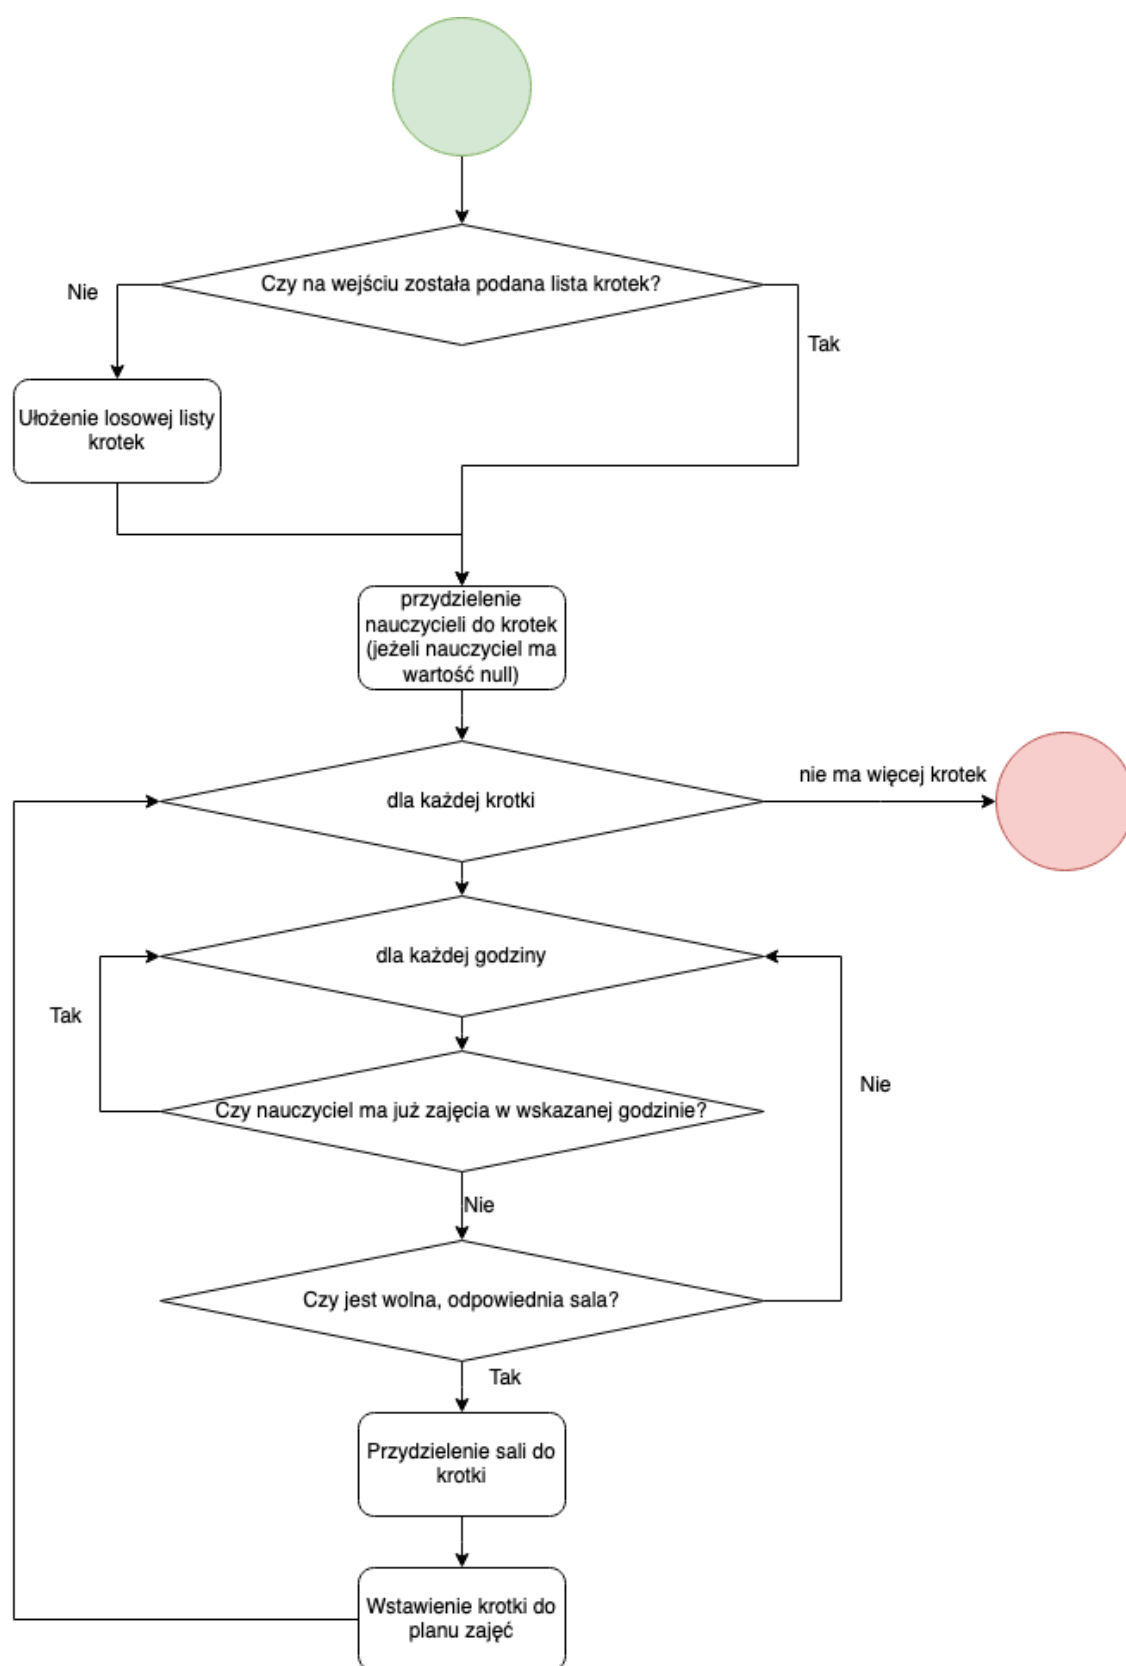 Czy na wejściu została podana lista krotek?
Nie
Tak
Ułożenie losowej listy
krotek
przydzielenie
nauczycieli do krotek
(jeżeli nauczyciel ma
wartość null)
nie ma więcej krotek
dla każdej krotki
dla każdej godziny
Tak
Nie
Czy nauczyciel ma już zajęcia w wskazanej godzinie?
Nie
Czy jest wolna, odpowiednia sala?
Tak
Przydzielenie sali do
krotki
Wstawienie krotki do
planu zajęć